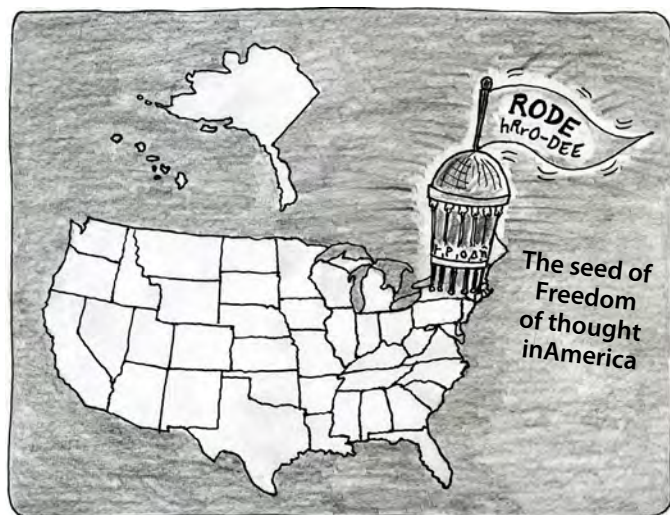 RODE
hRrO-DEE
The seed of
Freedom
of thought
inAmerica